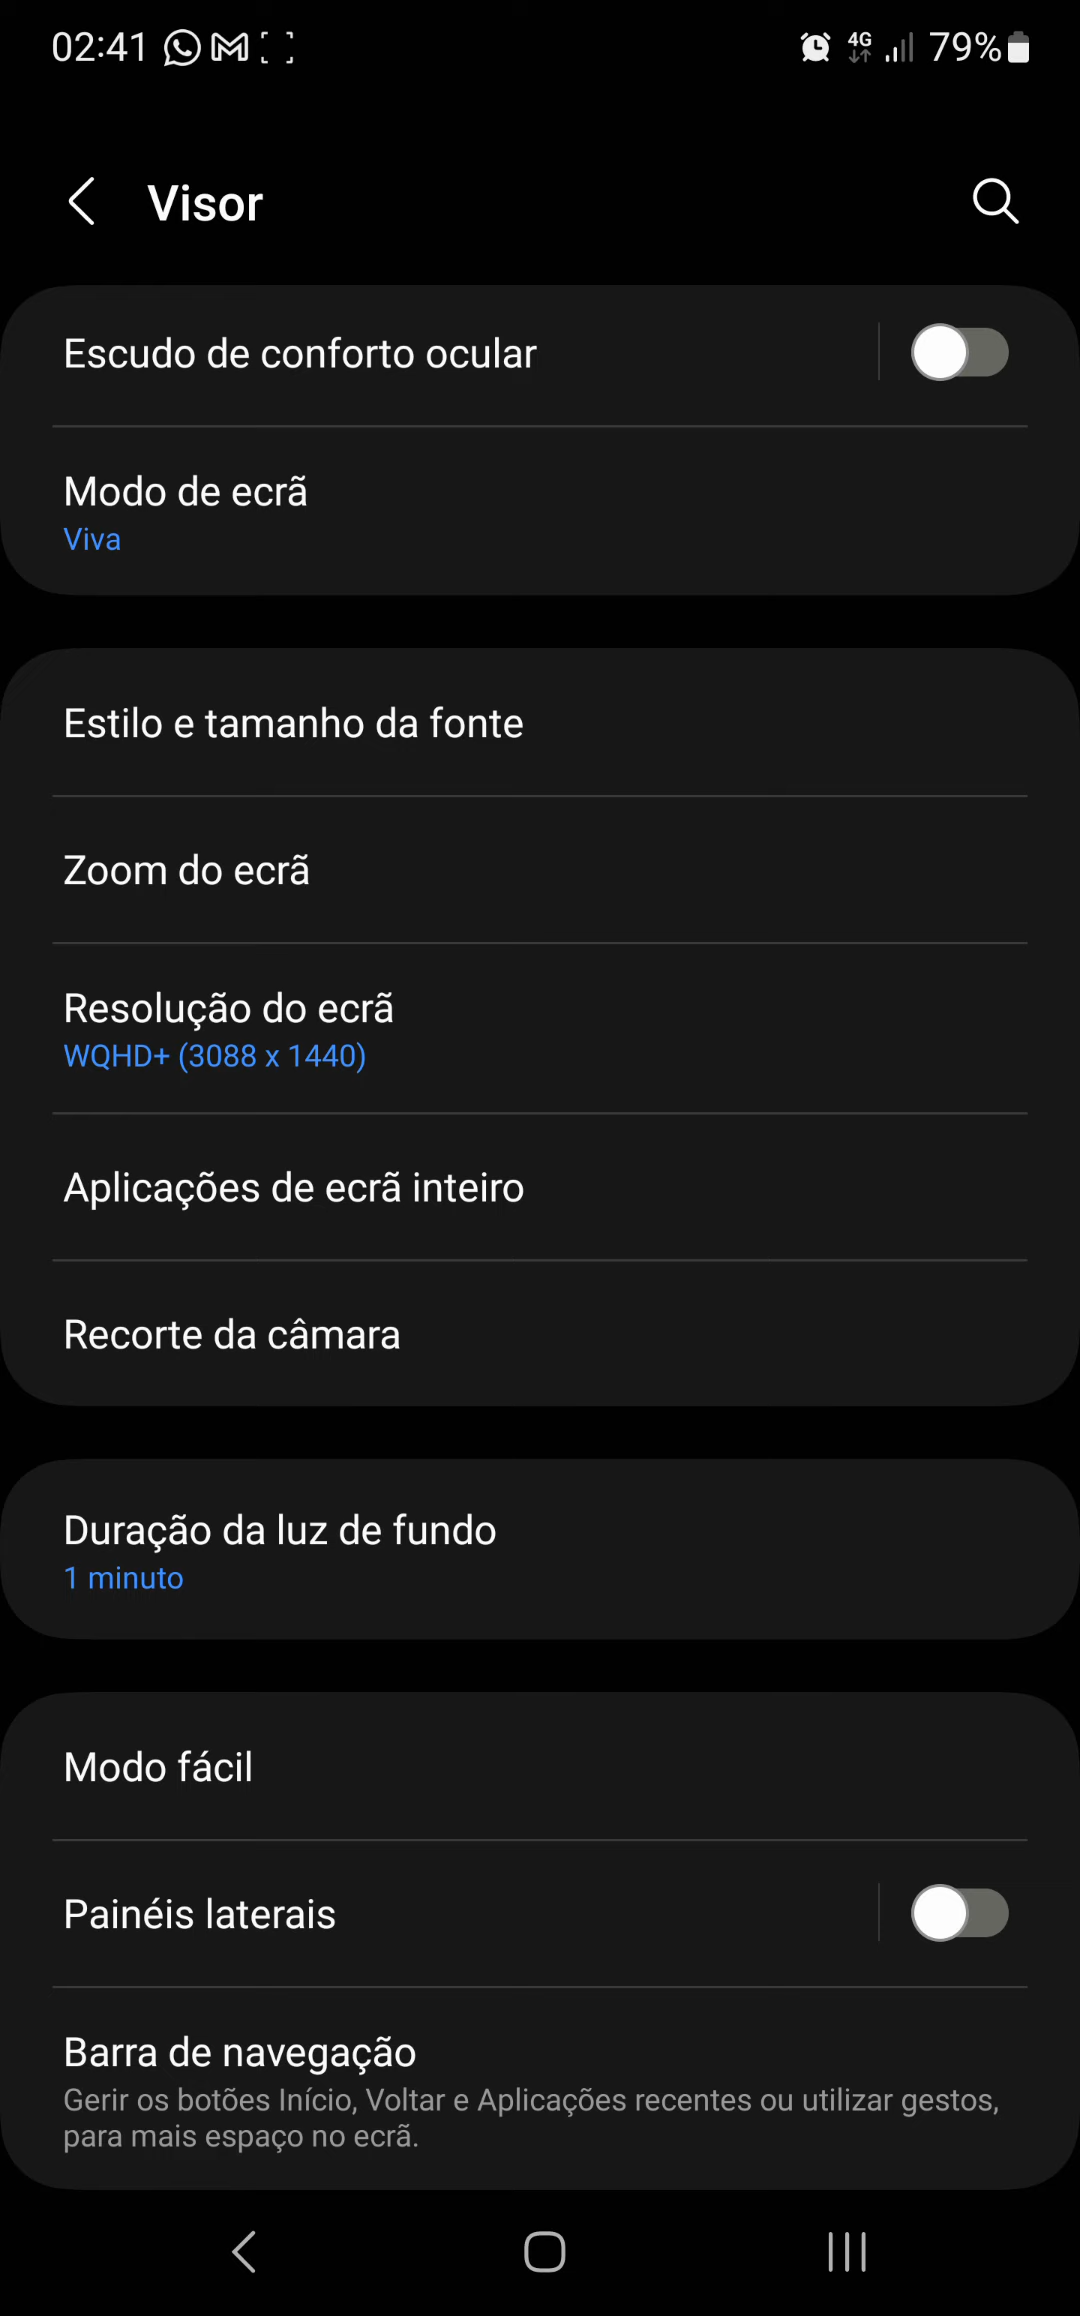 02:41
4G
79%
Visor
Escudo de conforto ocular
Modo de ecrã
Viva
Estilo e tamanho da fonte
Zoom do ecrã
Resolução do ecrã
WQHD+ (3088 x 1440)
Aplicações de ecrã inteiro
Recorte da câmara
Duração da luz de fundo
1 minuto
Modo fácil
Painéis laterais
Barra de navegação
Gerir os botões Início, Voltar e Aplicações recentes ou utilizar gestos,
para mais espaço no ecrã.